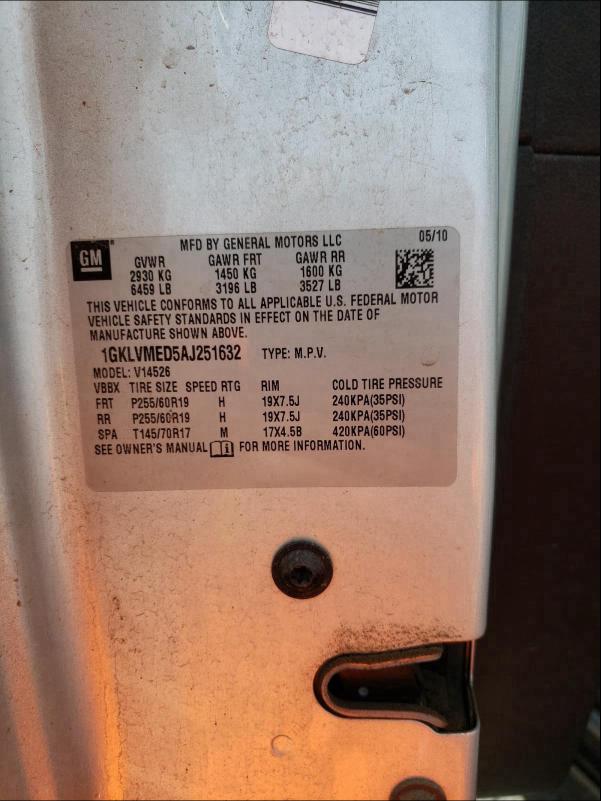 GM
MFD BY GENERAL MOTORS LLC 05/10
GVWR GAWR FRT GAWR RR
2930 KG 1450 KG 1600 KG
6459 LB 3196 LB 3527 LB
THIS VEHICLE CONFORMS TO ALL APPLICABLE U.S. FEDERAL MOTOR
VEHICLE SAFETY STANDARDS IN EFFECT ON THE DATE OF
MANUFACTURE SHOWN ABOVE.
1GKLVMED5AJ251632 TYPE: M.P.V.
MODEL: V14526
VBBX TIRE SIZE SPEED RTG RIM COLD TIRE PRESSURE
FRT P255/60R19 H 19X7.5J 240KPA(35PSI)
RR P255/60R19 H 19X7.5J 240KPA(35PSI)
SPA T145/70R17 M 17X4.5B 420KPA(60PSI)
SEE OWNER'S MANUAL FOR MORE INFORMATION.